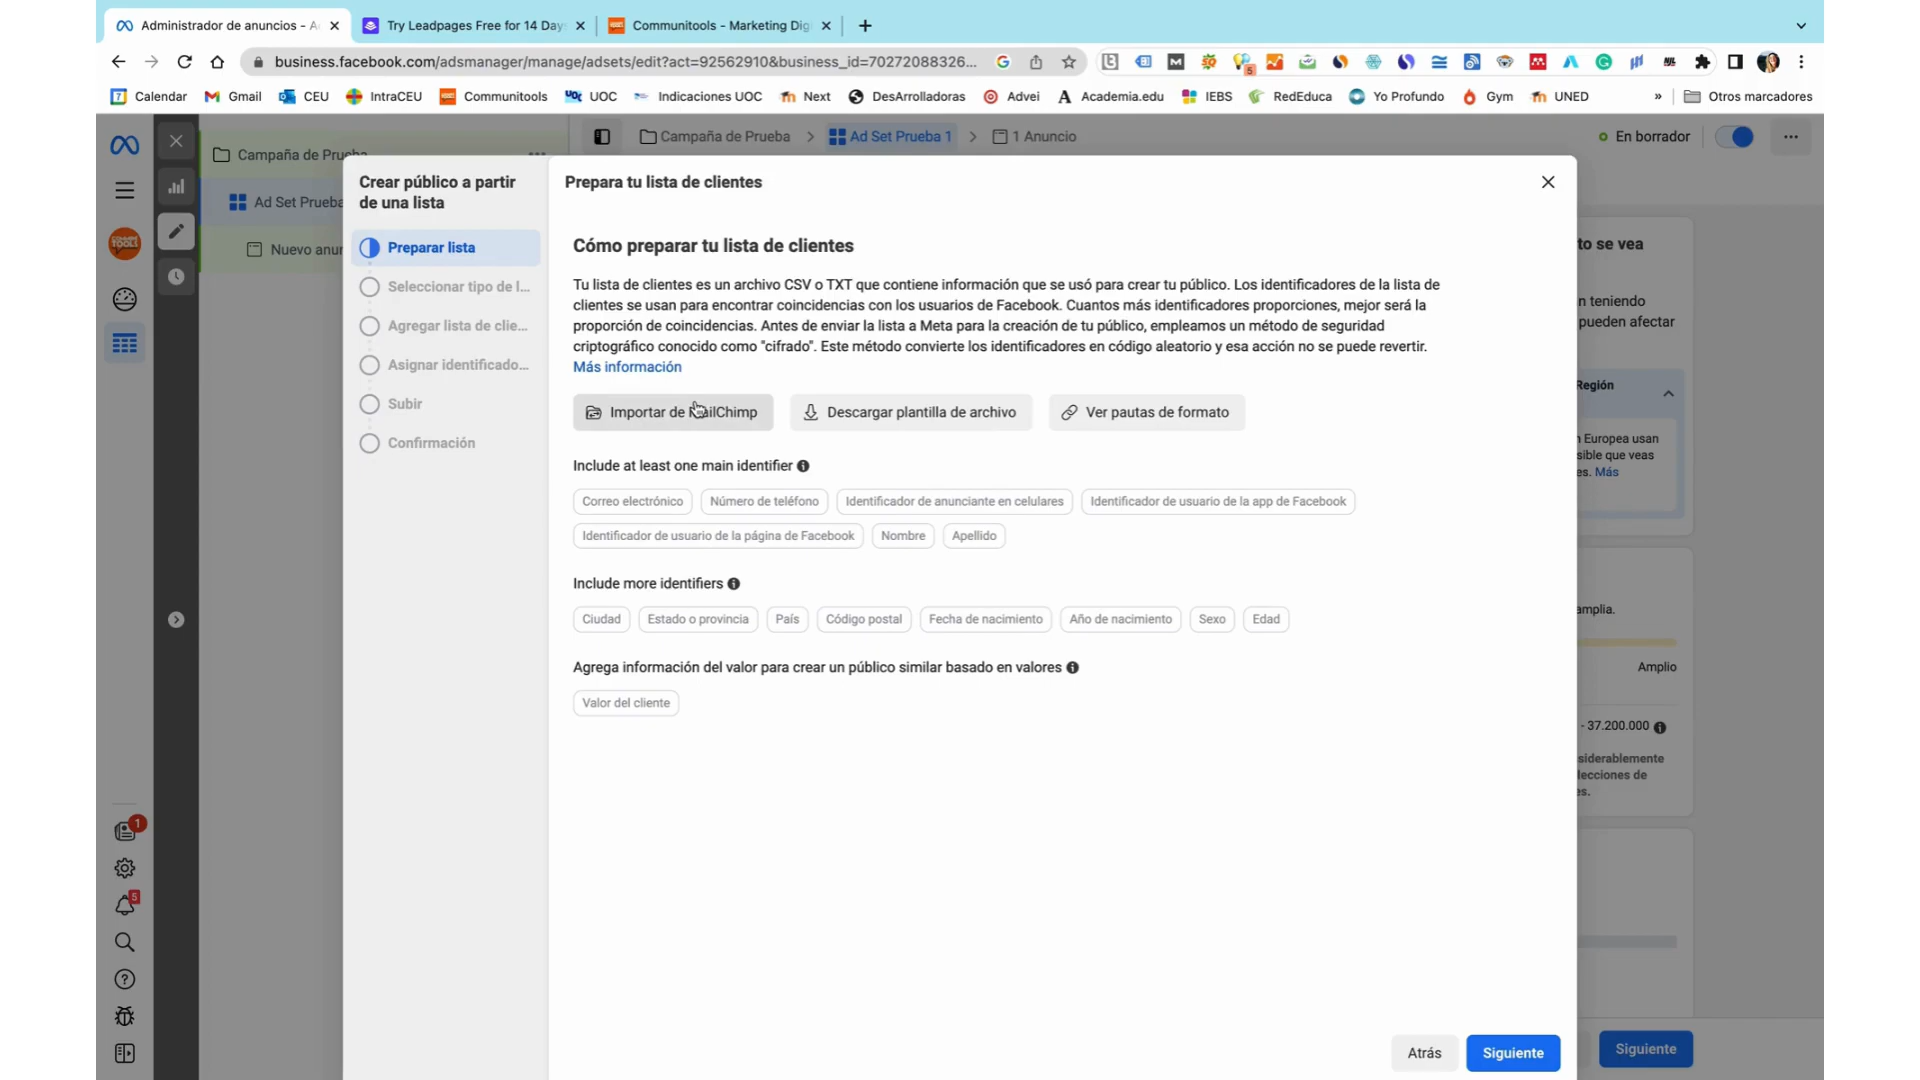 Administrador de anuncios - A
Try Leadpages Free for 14 Days
Communitools - Marketing Dig
business.facebook.com/adsmanager/manage/adsets/edit?act=92562910&business_id=70272088326...
5
Calendar
Gmail
CEU
IntraCEU
Communitools
UOC
Indicaciones UOC
Next
DesArrolladoras
Advei
Academia.edu
IEBS
RedEduca
Yo Profundo
Gym
UNED
»
Otros marcadores
Campaña de Prueba
Ad Set Prueba
Nuevo anun
Campaña de Prueba
Ad Set Prueba 1
1 Anuncio
En borrador
Crear público a partir
de una lista
Preparar lista
Seleccionar tipo de l...
Agregar lista de clie...
Asignar identificado...
Subir
Confirmación
Prepara tu lista de clientes
Cómo preparar tu lista de clientes
Tu lista de clientes es un archivo CSV o TXT que contiene información que se usó para crear tu público. Los identificadores de la lista de
clientes se usan para encontrar coincidencias con los usuarios de Facebook. Cuantos más identificadores proporciones, mejor será la
proporción de coincidencias. Antes de enviar la lista a Meta para la creación de tu público, empleamos un método de seguridad
criptográfico conocido como "cifrado". Este método convierte los identificadores en código aleatorio y esa acción no se puede revertir.
Más información
Importar de MailChimp
Descargar plantilla de archivo
Ver pautas de formato
Include at least one main identifier
Correo electrónico
Número de teléfono
Identificador de anunciante en celulares
Identificador de usuario de la app de Facebook
Identificador de usuario de la página de Facebook
Nombre
Apellido
Include more identifiers
Ciudad
Estado o provincia
País
Código postal
Fecha de nacimiento
Año de nacimiento
Sexo
Edad
Agrega información del valor para crear un público similar basado en valores
Valor del cliente
Atrás
Siguiente
to se vea
n teniendo
pueden afectar
Región
n Europea usan
sible que veas
es. Más
amplia.
Amplio
- 37.200.000
siderablemente
lecciones de
s.
Siguiente
1
5